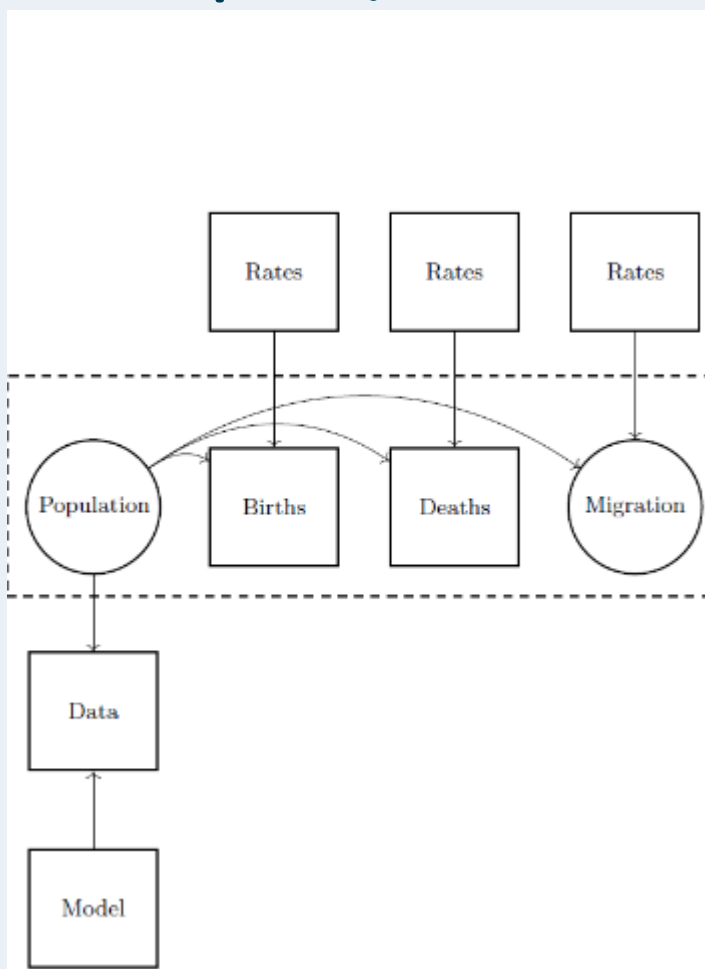 Rates
Rates
Rates
Population
Births
Deaths
Migration
Data
Model